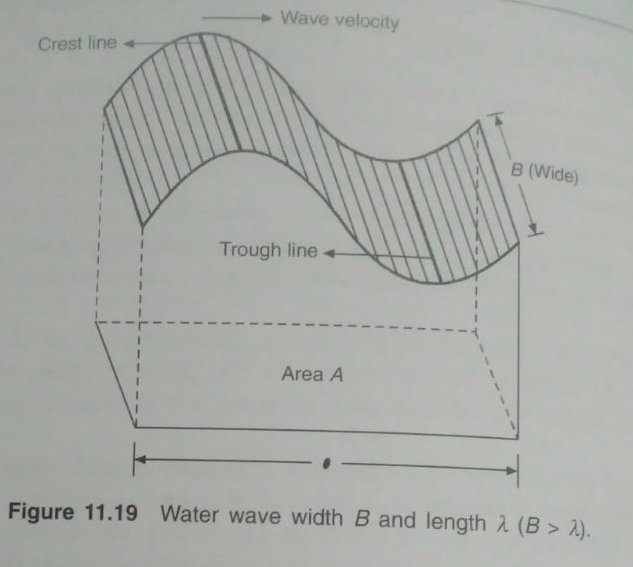 Wave velocity
Crest line
B (Wide)
Trough line
Area A
Figure 11.19 Water wave width B and length λ (B > λ).